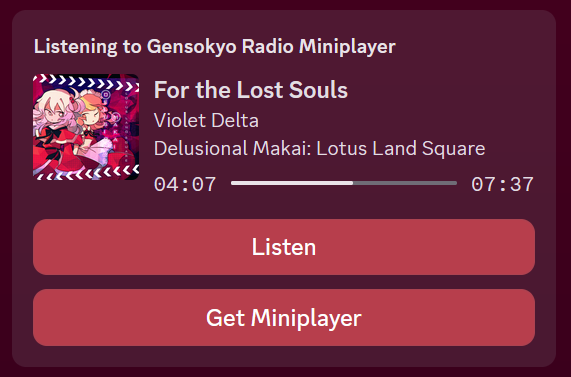 Listening to Gensokyo Radio Miniplayer
For the Lost Souls
Violet Delta
Delusional Makai: Lotus Land Square
04:07 07:37
Listen
Get Miniplayer